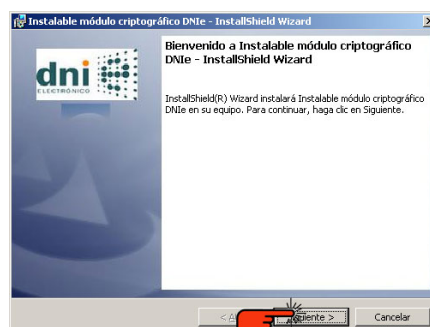 Instalable módulo criptográfico DNIe - InstallShield Wizard
dni
ELECTRÓNICO
Bienvenido a Instalable módulo criptográfico
DNIe - InstallShield Wizard
InstallShield(R) Wizard instalará Instalable módulo criptográfico
DNIe en su equipo. Para continuar, haga clic en Siguiente.
Cancelar